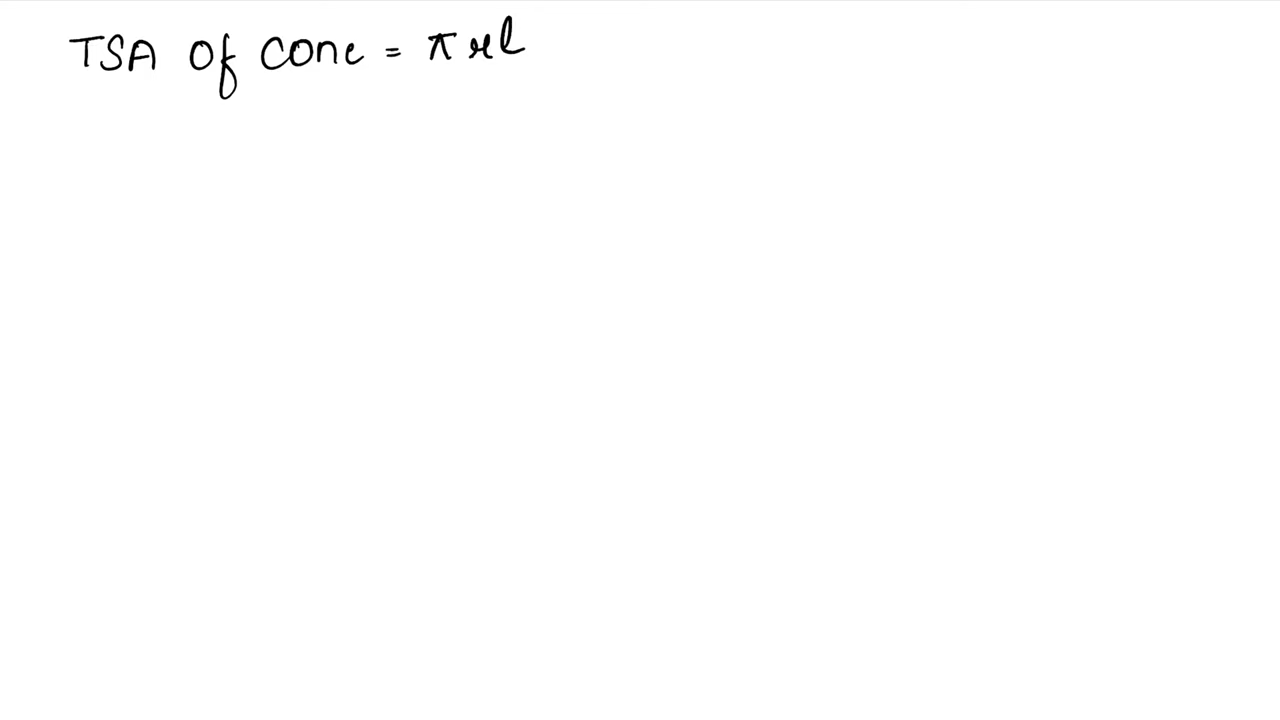 TSA of cone = πrl